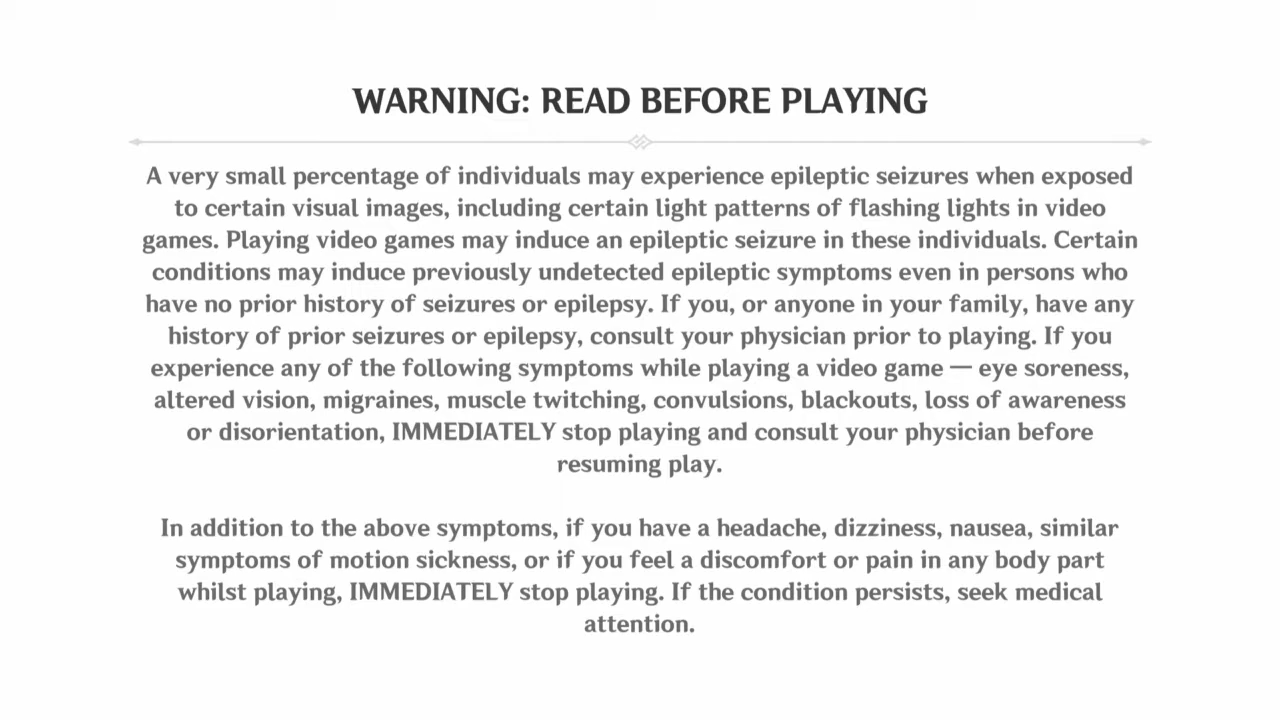 WARNING: READ BEFORE PLAYING
A very small percentage of individuals may experience epileptic seizures when exposed
to certain visual images, including certain light patterns of flashing lights in video
games. Playing video games may induce an epileptic seizure in these individuals. Certain
conditions may induce previously undetected epileptic symptoms even in persons who
have no prior history of seizures or epilepsy. If you, or anyone in your family, have any
history of prior seizures or epilepsy, consult your physician prior to playing. If you
experience any of the following symptoms while playing a video game — eye soreness,
altered vision, migraines, muscle twitching, convulsions, blackouts, loss of awareness
or disorientation, IMMEDIATELY stop playing and consult your physician before
resuming play.
In addition to the above symptoms, if you have a headache, dizziness, nausea, similar
symptoms of motion sickness, or if you feel a discomfort or pain in any body part
whilst playing, IMMEDIATELY stop playing. If the condition persists, seek medical
attention.